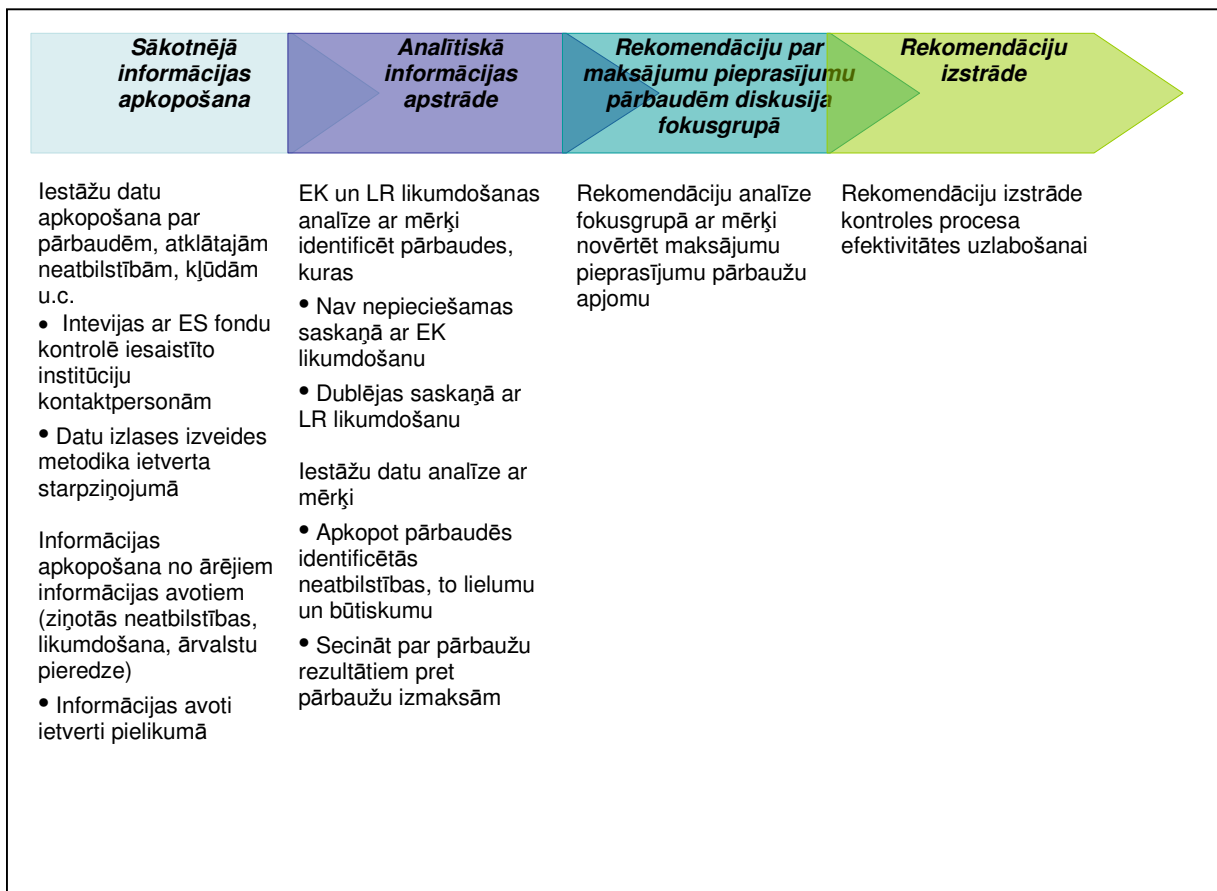 Sākotnējā
informācijas
apkopošana
Analītiskā
informācijas
apstrāde
Rekomendāciju par
maksājumu pieprasījumu
pārbaudēm diskusija
fokusgrupā
Rekomendāciju
izstrāde
Iestāžu datu
apkopošana par
pārbaudēm, atklātajām
neatbilstībām, kļūdām
u.c.
• Intevijas ar ES fondu
kontrolē iesaistīto
institūciju
kontaktpersonām
• Datu izlases izveides
metodika ietverta
starpziņojumā
Informācijas
apkopošana no ārējiem
informācijas avotiem
(ziņotās neatbilstības,
likumdošana, ārvalstu
pieredze)
• Informācijas avoti
ietverti pielikumā
EK un LR likumdošanas
analīze ar mērķi
identificēt pārbaudes,
kuras
• Nav nepieciešamas
saskaņā ar EK
likumdošanu
• Dublējas saskaņā ar
LR likumdošanu
Iestāžu datu analīze ar
mērķi
• Apkopot pārbaudēs
identificētās
neatbilstības, to lielumu
un būtiskumu
• Secināt par pārbaužu
rezultātiem pret
pārbaužu izmaksām
Rekomendāciju analīze
fokusgrupā ar mērķi
novērtēt maksājumu
pieprasījumu pārbaužu
apjomu
Rekomendāciju izstrāde
kontroles procesa
efektivitātes uzlabošanai